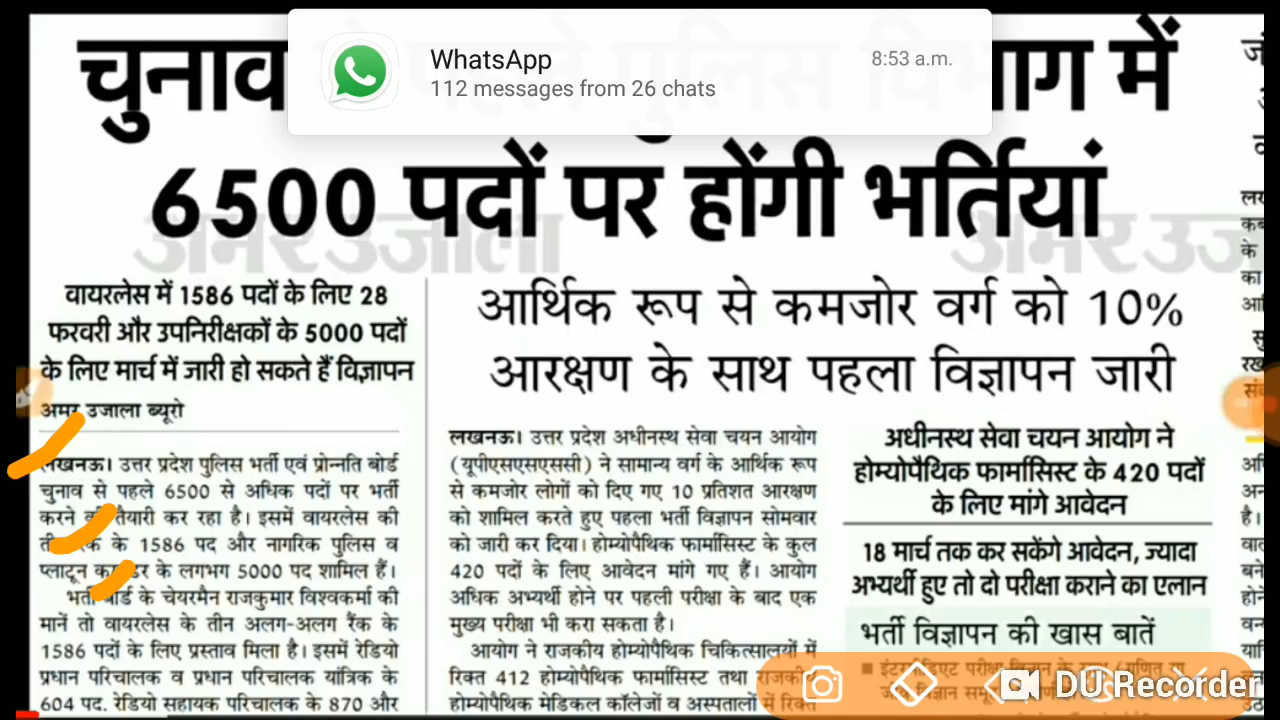 WhatsApp
8:53 a.m.
112 messages from 26 chats
चुनाव में
6500 पदों पर होंगी भर्तियां
अमर उजाला
वायरलेस में 1586 पदों के लिए 28
फरवरी और उपनिरीक्षकों के 5000 पदों
के लिए मार्च में जारी हो सकते हैं विज्ञापन
अमर उजाला ब्यूरो
लखनऊ। उत्तर प्रदेश पुलिस भर्ती एवं प्रोन्नति बोर्ड
चुनाव से पहले 6500 से अधिक पदों पर भर्ती
करने की तैयारी कर रहा है। इसमें वायरलेस की
के 1586 पद और नागरिक पुलिस व
प्लाटून कमांडर के लगभग 5000 पद शामिल हैं।
भर्ती बोर्ड के चेयरमैन राजकुमार विश्वकर्मा की
मानें तो वायरलेस के तीन अलग-अलग रैंक के
1586 पदों के लिए प्रस्ताव मिला है। इसमें रेडियो
प्रधान परिचालक व प्रधान परिचालक यांत्रिक के
604 पद, रेडियो सहायक परिचालक के 870 और
आर्थिक रूप से कमजोर वर्ग को 10%
आरक्षण के साथ पहला विज्ञापन जारी
लखनऊ। उत्तर प्रदेश अधीनस्थ सेवा चयन आयोग
(यूपीएसएसएससी) ने सामान्य वर्ग के आर्थिक रूप
से कमजोर लोगों को दिए गए 10 प्रतिशत आरक्षण
को शामिल करते हुए पहला भर्ती विज्ञापन सोमवार
को जारी कर दिया। होम्योपैथिक फार्मासिस्ट के कुल
420 पदों के लिए आवेदन मांगे गए हैं। आयोग
अधिक अभ्यर्थी होने पर पहली परीक्षा के बाद एक
मुख्य परीक्षा भी करा सकता है।
आयोग ने राजकीय होम्योपैथिक चिकित्सालयों में
रिक्त 412 होम्योपैथिक फार्मासिस्ट तथा राजकीय
होम्योपैथिक मेडिकल कॉलेजों व अस्पतालों में रिक्त
अधीनस्थ सेवा चयन आयोग ने
होम्योपैथिक फार्मासिस्ट के 420 पदों
के लिए मांगे आवेदन
18 मार्च तक कर सकेंगे आवेदन, ज्यादा
अभ्यर्थी हुए तो दो परीक्षा कराने का एलान
भर्ती विज्ञापन की खास बातें
DU Recorder